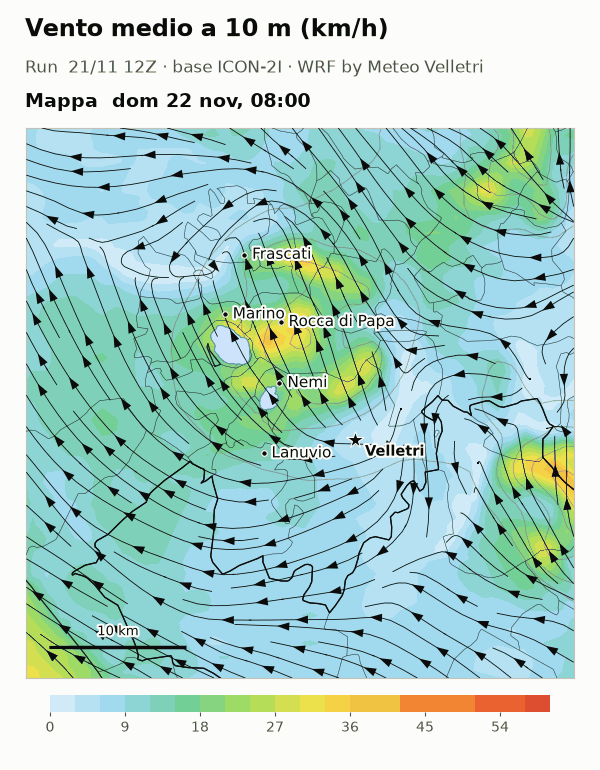 Vento medio a 10 m (km/h)
Run 21/11 12Z · base ICON-2I · WRF by Meteo Velletri
Mappa dom 22 nov, 08:00
Frascati
Marino
Rocca di Papa
Nemi
Velletri
Lanuvio
10 km
0 9 18 27 36 45 54